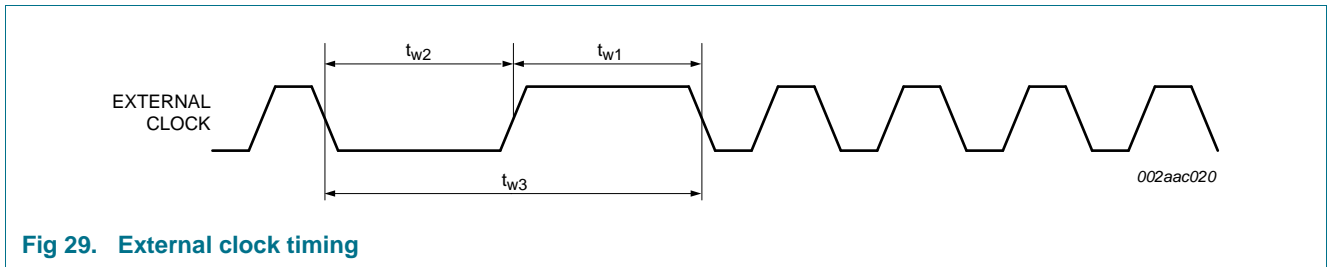 tw2
tw1
EXTERNAL
CLOCK
tw3
002aac020
Fig 29. External clock timing